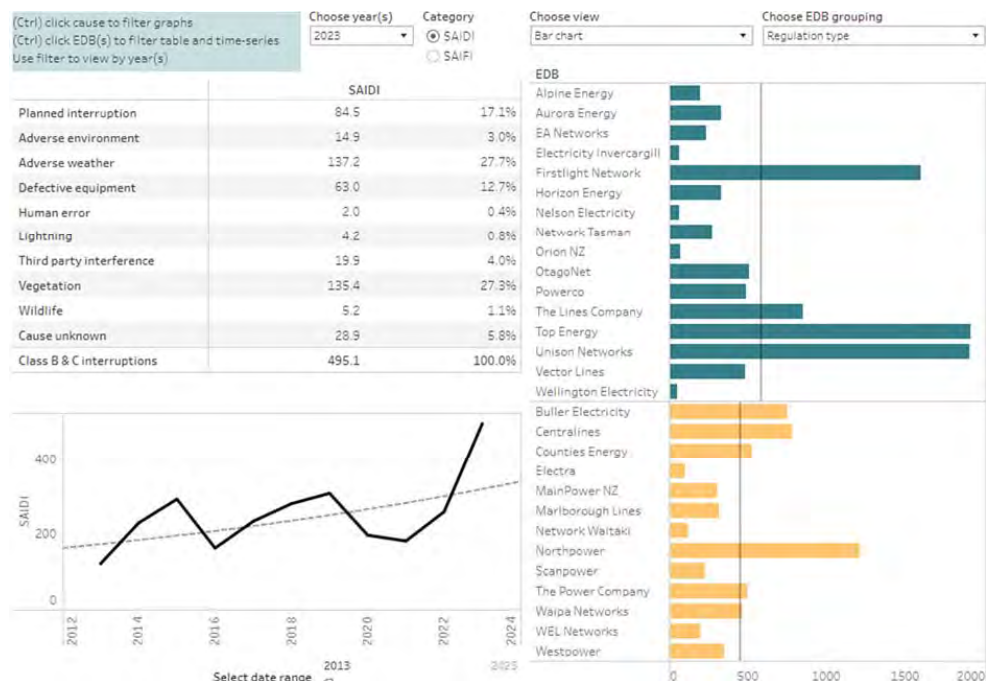 (Ctrl) click cause to filter graphs
(Ctrl) click EDB(s) to filter table and time-series
Use filter to view by year(s)
Choose year(s)
2023
Category
SAIDI
SAIFI
Choose view
Bar chart
Choose EDB grouping
Regulation type
SAIDI
Planned interruption 84.5 17.1%
Adverse environment 14.9 3.0%
Adverse weather 137.2 27.7%
Defective equipment 63.0 12.7%
Human error 2.0 0.4%
Lightning 4.2 0.8%
Third party interference 19.9 4.0%
Vegetation 135.4 27.3%
Wildlife 5.2 1.1%
Cause unknown 28.9 5.8%
Class B & C interruptions 495.1 100.0%
EDB
Alpine Energy
Aurora Energy
EA Networks
Electricity Invercargill
Firstlight Network
Horizon Energy
Nelson Electricity
Network Tasman
Orion NZ
OtagoNet
Powerco
The Lines Company
Top Energy
Unison Networks
Vector Lines
Wellington Electricity
Buller Electricity
Centralines
Counties Energy
Electra
MainPower NZ
Marlborough Lines
Network Waitaki
Northpower
Scanpower
The Power Company
Waipa Networks
WEL Networks
Westpower
0 500 1000 1500 2000
SAIDI
400
200
0
2012 2014 2016 2018 2020 2022 2024
2013 2025
Select date range